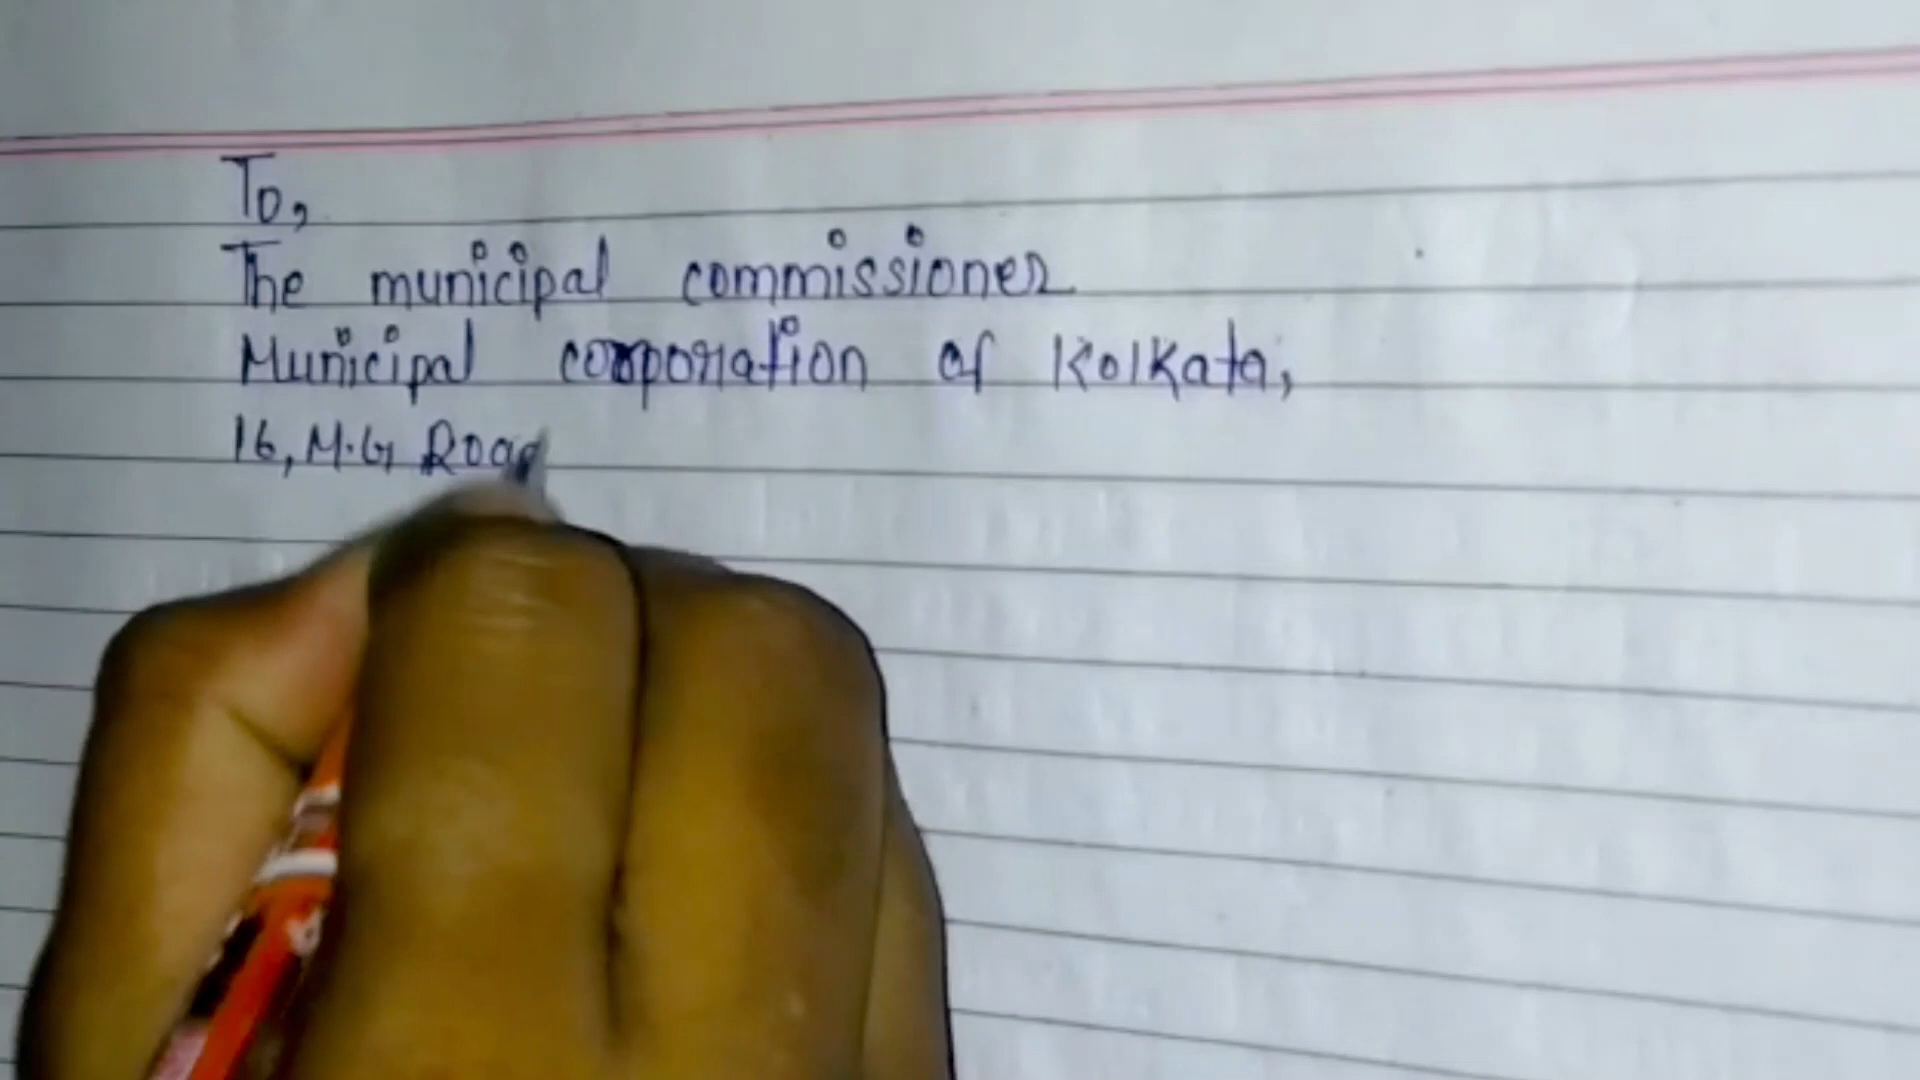 To,
The municipal commissioner
Municipal corporation of Kolkata,
16, M.G Road